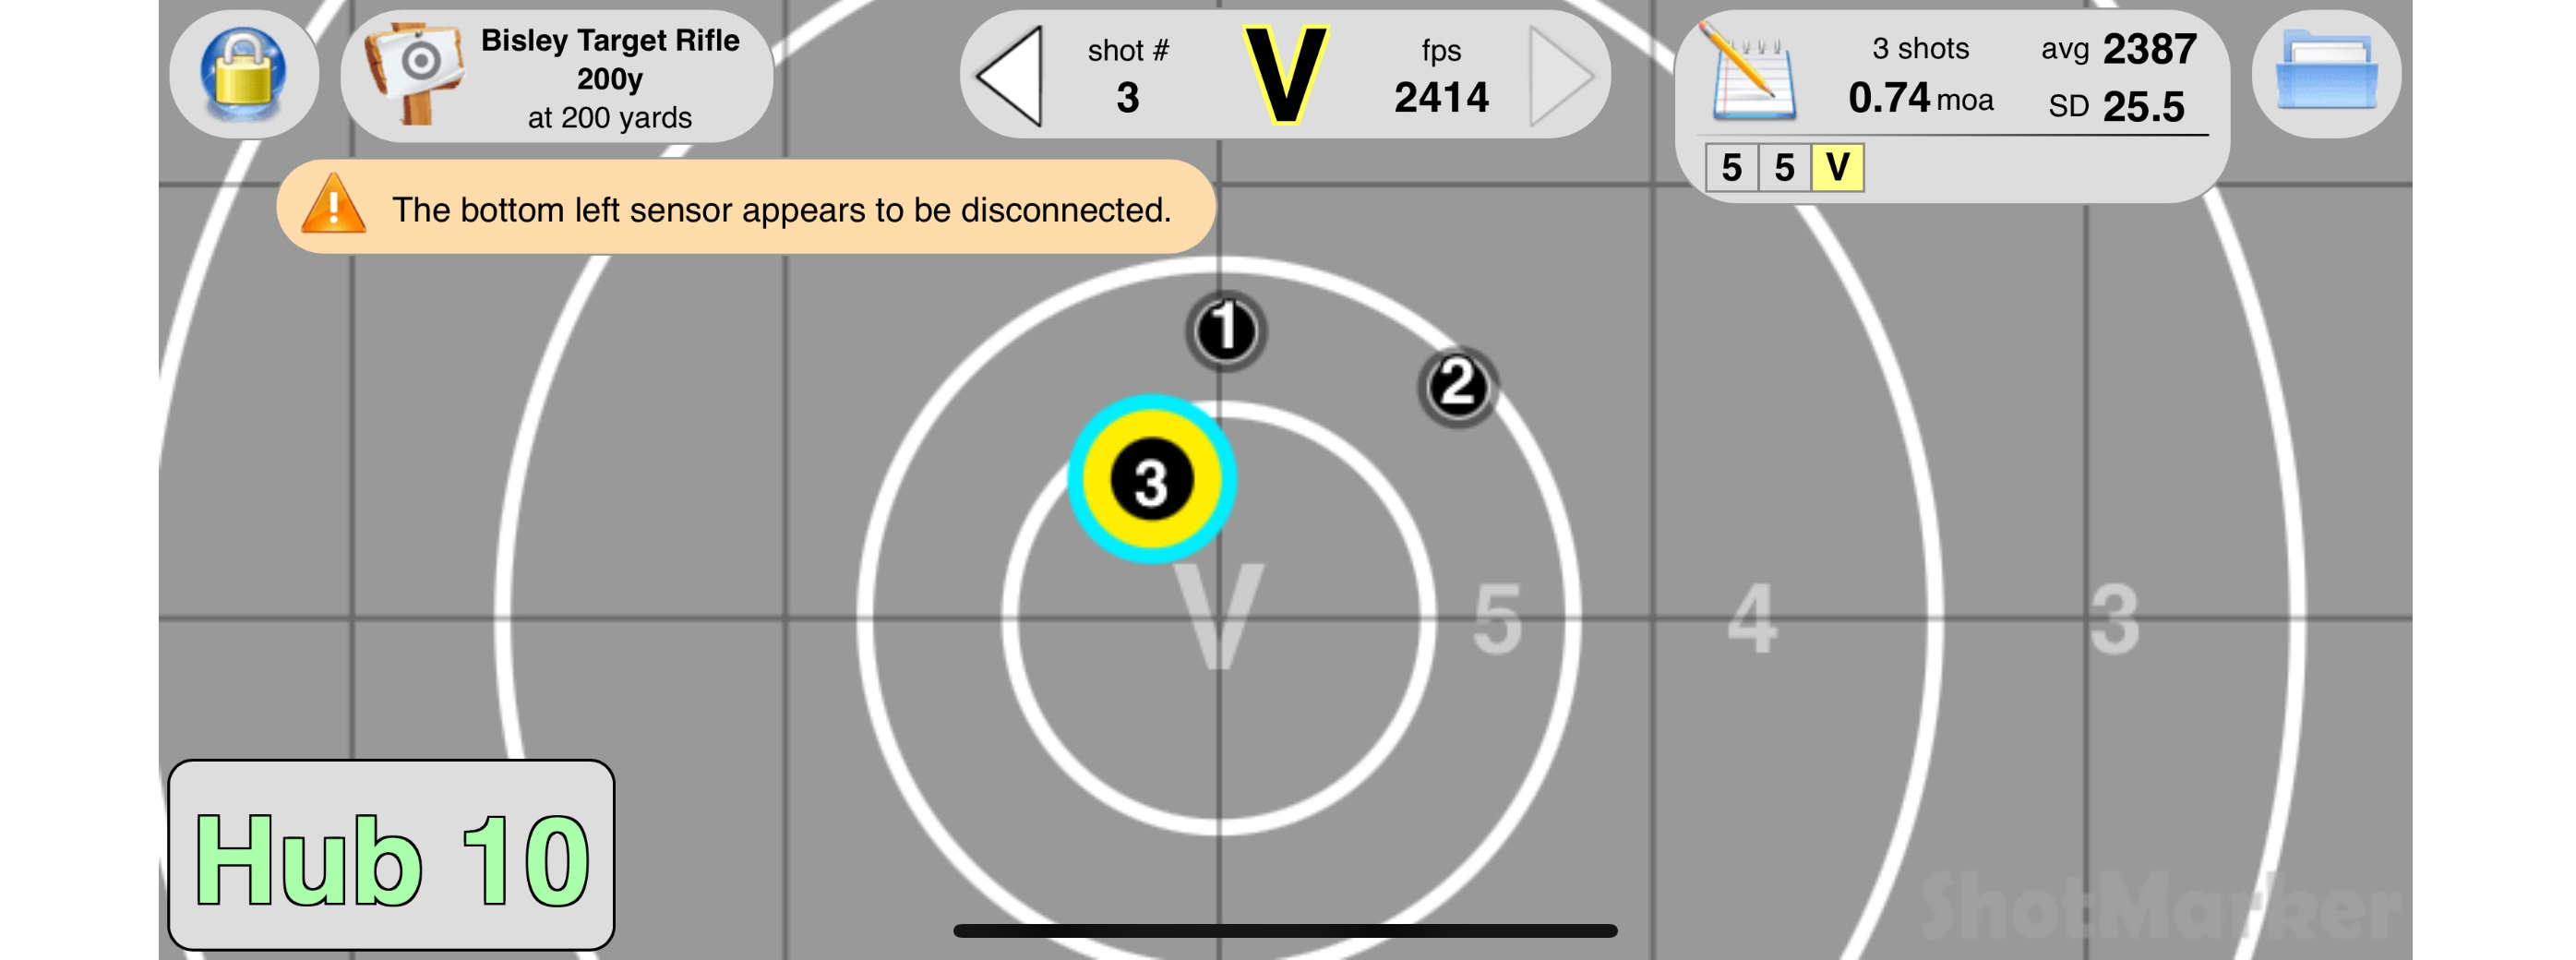 Bisley Target Rifle
200y
at 200 yards
shot #
3
V
fps
2414
3 shots
0.74 moa
avg 2387
SD 25.5
5 5 V
The bottom left sensor appears to be disconnected.
1
2
3
V 5 4 3
Hub 10
ShotMarker